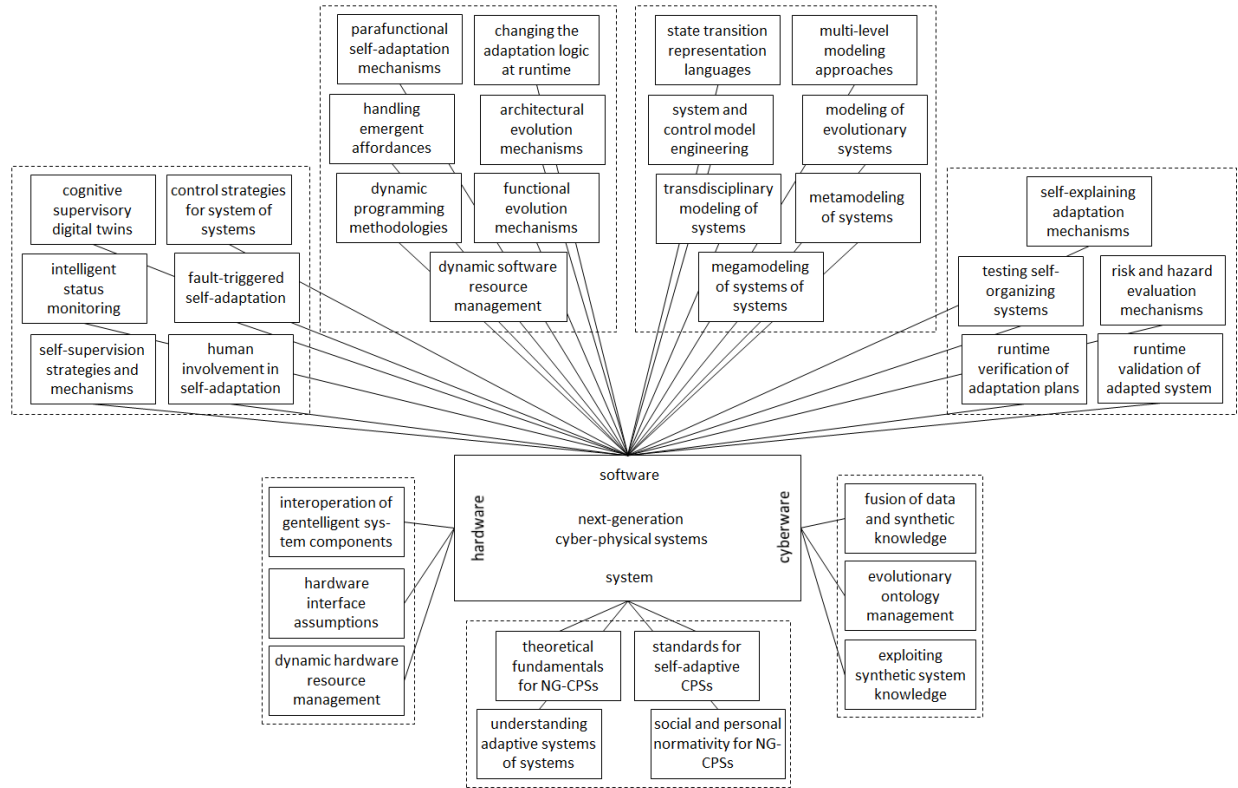 parafunctional
self-adaptation
mechanisms
changing the
adaptation logic
at runtime
handling
emergent
affordances
architectural
evolution
mechanisms
dynamic
programming
methodologies
functional
evolution
mechanisms
dynamic software
resource
management
state transition
representation
languages
multi-level
modeling
approaches
system and
control model
engineering
modeling of
evolutionary
systems
transdisciplinary
modeling of
systems
metamodeling
of systems
megamodeling
of systems of
systems
cognitive
supervisory
digital twins
control strategies
for system of
systems
intelligent
status
monitoring
fault-triggered
self-adaptation
self-supervision
strategies and
mechanisms
human
involvement in
self-adaptation
self-explaining
adaptation
mechanisms
testing self-
organizing
systems
risk and hazard
evaluation
mechanisms
runtime
verification of
adaptation plans
runtime
validation of
adapted system
software
hardware
next-generation
cyber-physical systems
cyberware
system
interoperation of
gentelligent sys-
tem components
hardware
interface
assumptions
dynamic hardware
resource
management
fusion of data
and synthetic
knowledge
evolutionary
ontology
management
exploiting
synthetic system
knowledge
theoretical
fundamentals
for NG-CPSs
standards for
self-adaptive
CPSs
understanding
adaptive systems
of systems
social and personal
normativity for NG-
CPSs